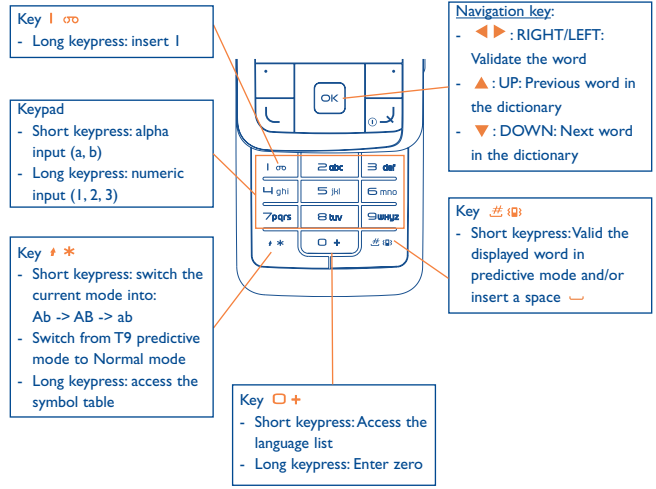 Key 1
- Long keypress: insert 1
Keypad
- Short keypress: alpha
input (a, b)
- Long keypress: numeric
input (1, 2, 3)
Key *
- Short keypress: switch the
current mode into:
Ab -> AB -> ab
- Switch from T9 predictive
mode to Normal mode
- Long keypress: access the
symbol table
OK
1
2 abc
3 def
4 ghi
5 jkl
6 mno
7 pqrs
8 tuv
9 wxyz
*
0 +
#
Key 0 +
- Short keypress: Access the
language list
- Long keypress: Enter zero
Navigation key:
- ◀ ▶ : RIGHT/LEFT:
Validate the word
- ▲ : UP: Previous word in
the dictionary
- ▼ : DOWN: Next word
in the dictionary
Key #
- Short keypress: Valid the
displayed word in
predictive mode and/or
insert a space ⎵